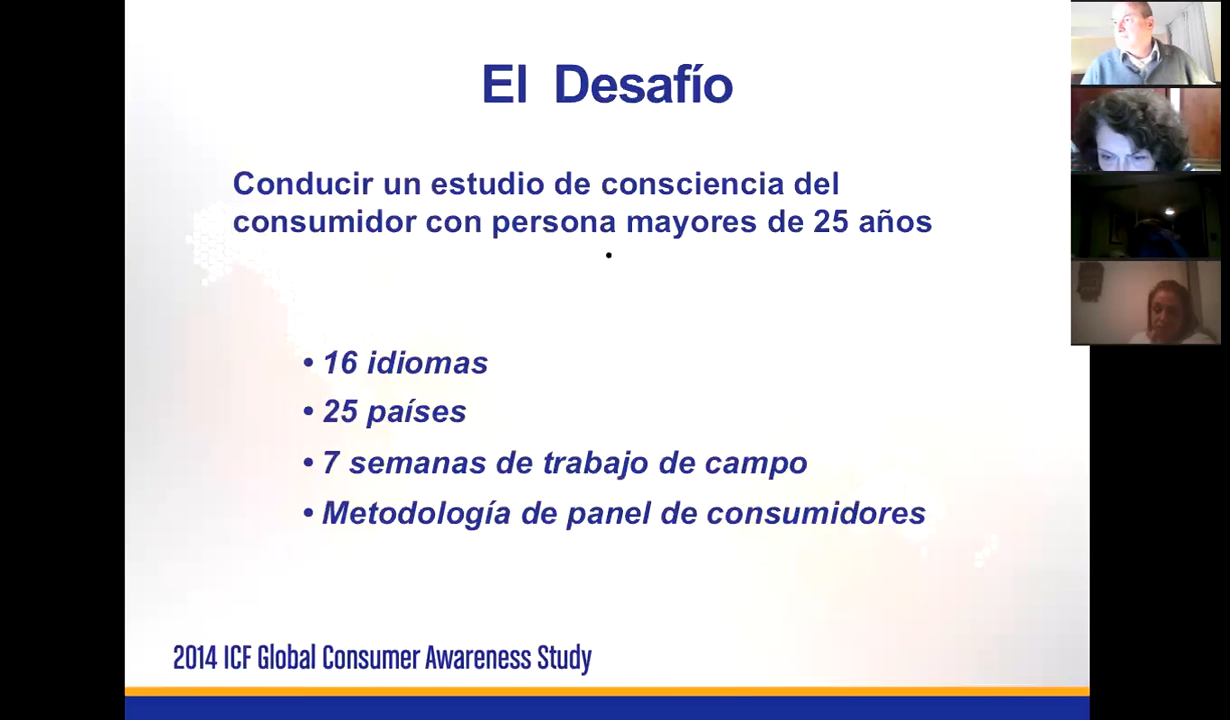 El Desafío
Conducir un estudio de consciencia del
consumidor con persona mayores de 25 años
• 16 idiomas
• 25 países
• 7 semanas de trabajo de campo
• Metodología de panel de consumidores
2014 ICF Global Consumer Awareness Study